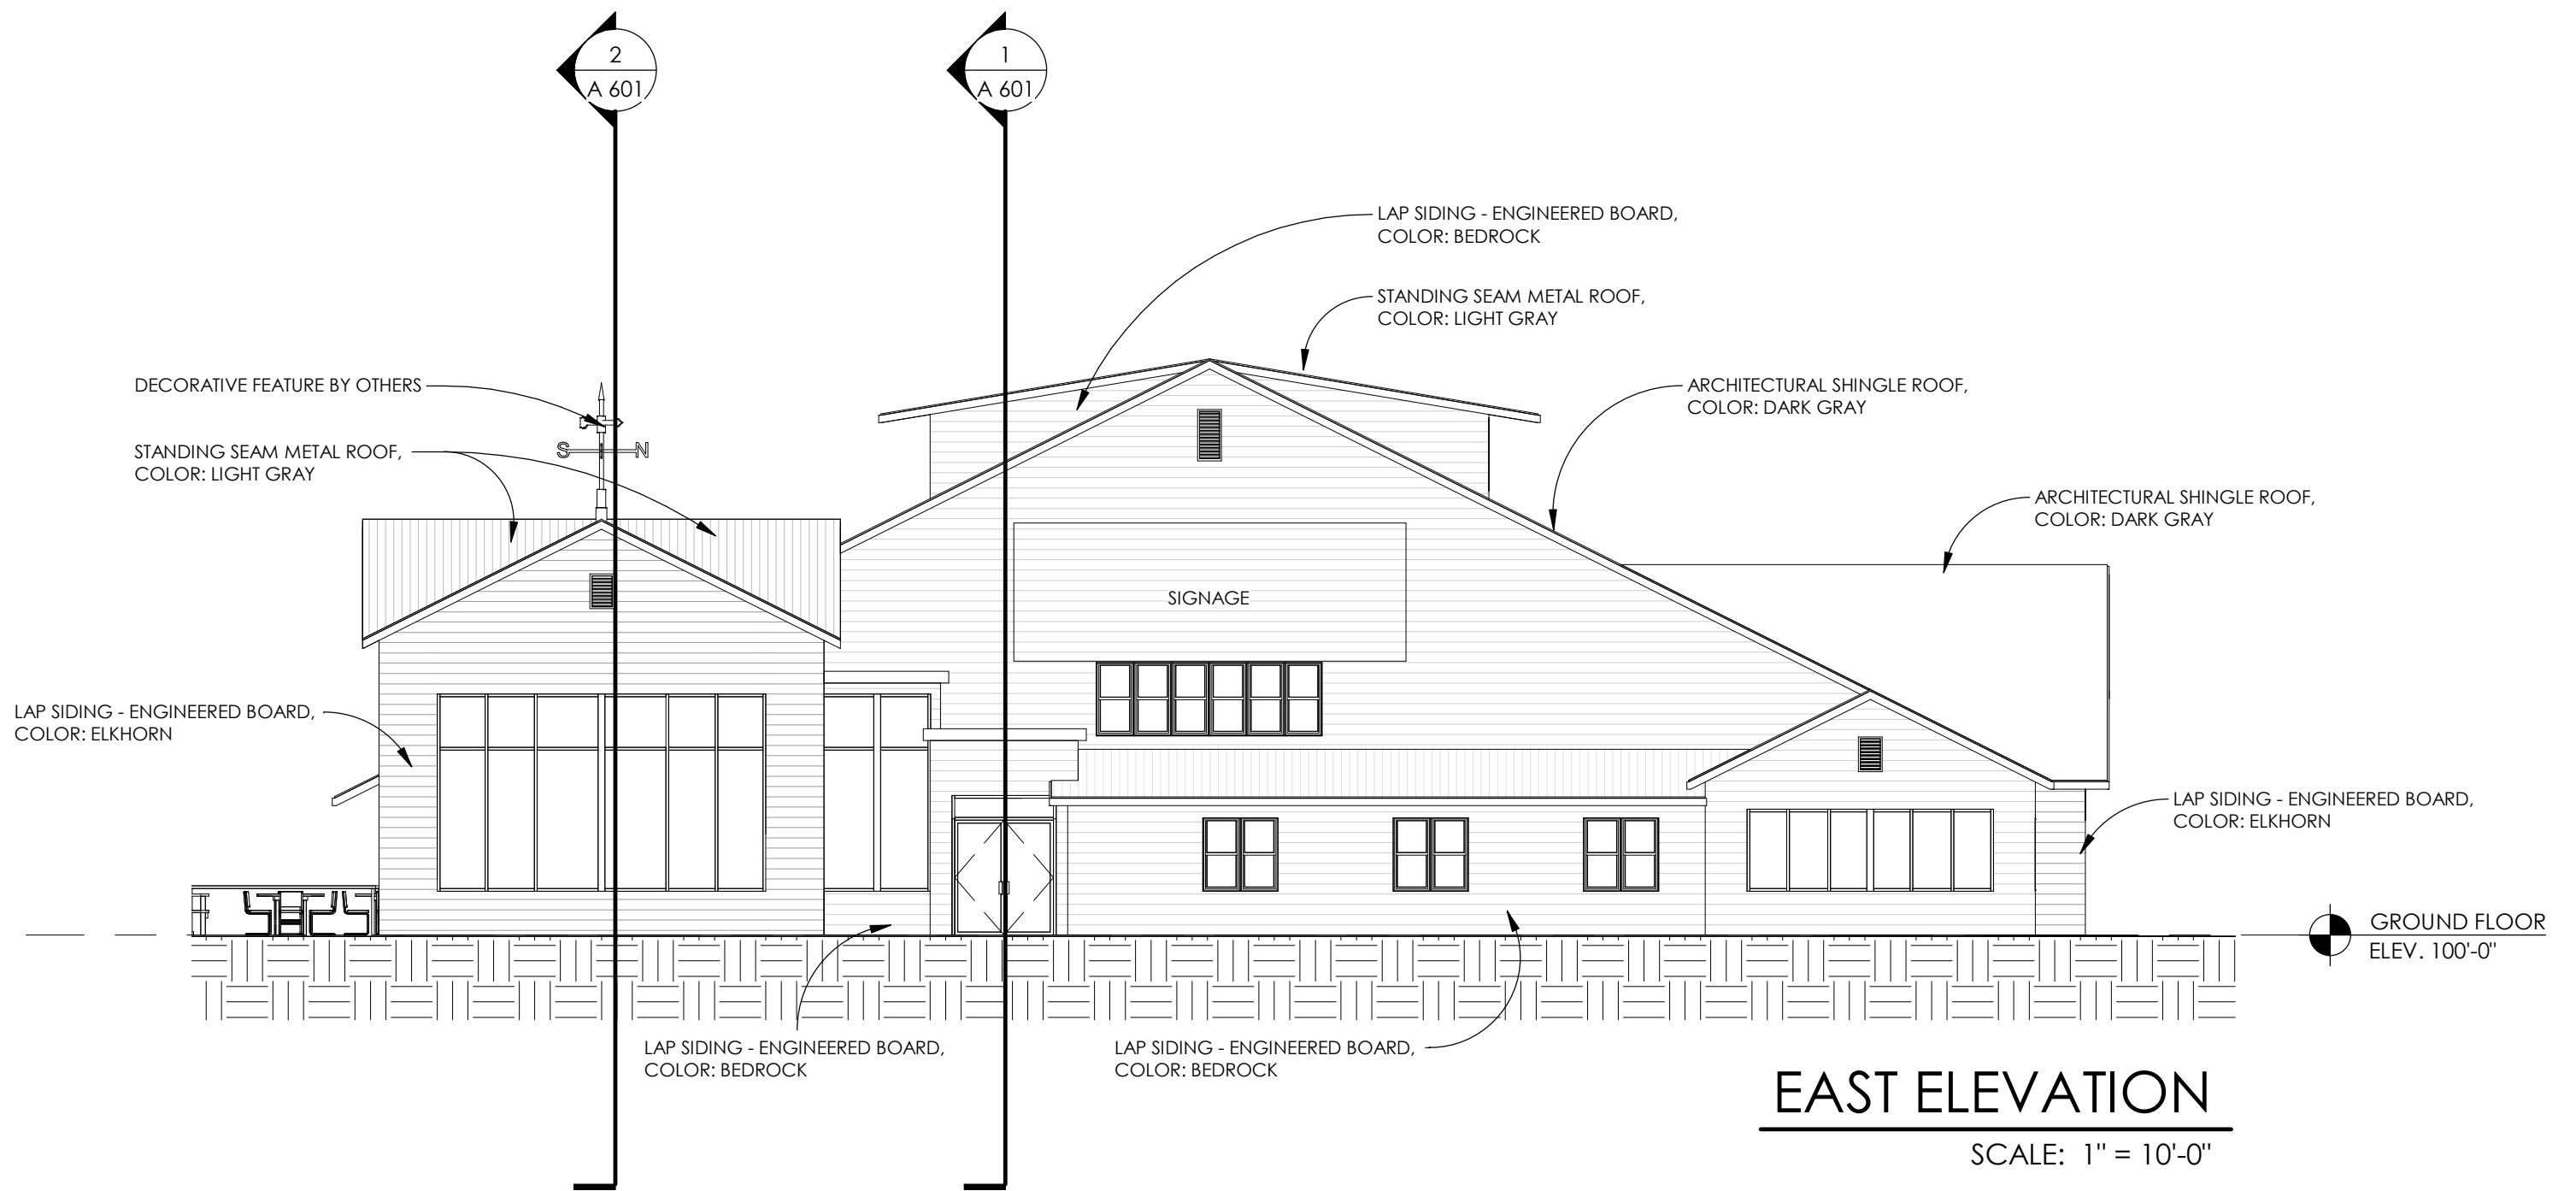 2
A 601
1
A 601
LAP SIDING - ENGINEERED BOARD,
COLOR: BEDROCK
STANDING SEAM METAL ROOF,
COLOR: LIGHT GRAY
DECORATIVE FEATURE BY OTHERS
ARCHITECTURAL SHINGLE ROOF,
COLOR: DARK GRAY
S N
STANDING SEAM METAL ROOF,
COLOR: LIGHT GRAY
ARCHITECTURAL SHINGLE ROOF,
COLOR: DARK GRAY
SIGNAGE
LAP SIDING - ENGINEERED BOARD,
COLOR: ELKHORN
LAP SIDING - ENGINEERED BOARD,
COLOR: ELKHORN
GROUND FLOOR
ELEV. 100'-0"
LAP SIDING - ENGINEERED BOARD,
COLOR: BEDROCK
LAP SIDING - ENGINEERED BOARD,
COLOR: BEDROCK
EAST ELEVATION
SCALE: 1" = 10'-0"